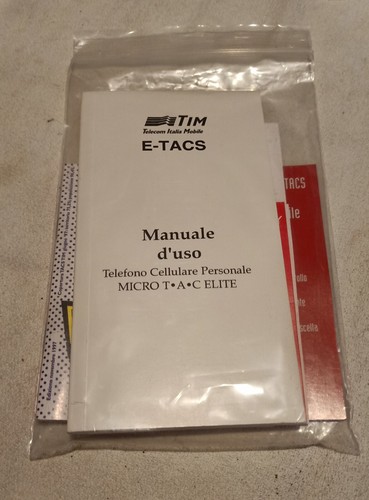 TIM
Telecom Italia Mobile
E-TACS
Manuale
d'uso
Telefono Cellulare Personale
MICRO T•A•C ELITE
TACS